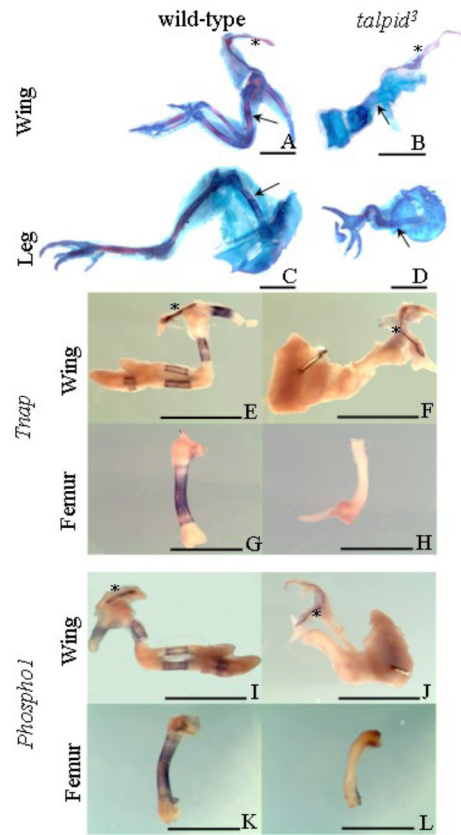 wild-type talpid³
Wing * A * B
Leg C D
Tnap
Wing * E * F
Femur G H
Phospho1
Wing * I * J
Femur K L